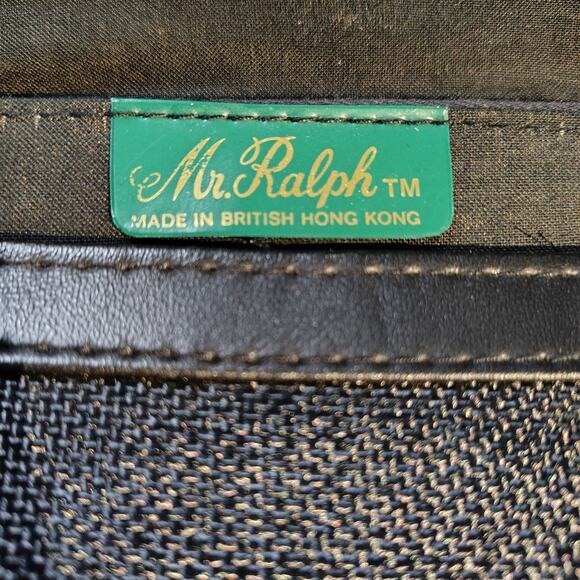 Mr. Ralph TM
MADE IN BRITISH HONG KONG